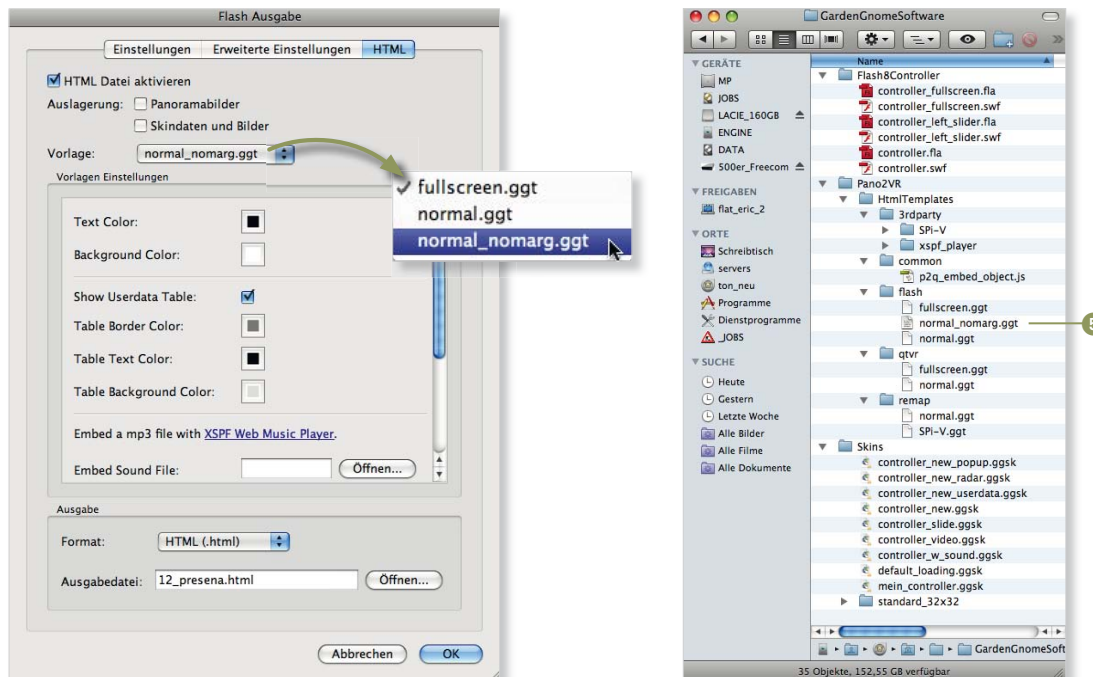 Flash Ausgabe
Einstellungen Erweiterte Einstellungen HTML
HTML Datei aktivieren
Auslagerung: Panoramabilder
Skindaten und Bilder
Vorlage: normal_nomarg.ggt
fullscreen.ggt
normal.ggt
normal_nomarg.ggt
Vorlagen Einstellungen
Text Color:
Background Color:
Show Userdata Table:
Table Border Color:
Table Text Color:
Table Background Color:
Embed a mp3 file with XSPF Web Music Player.
Embed Sound File: Öffnen...
Ausgabe
Format: HTML (.html)
Ausgabedatei: 12_presena.html Öffnen...
Abbrechen OK
GardenGnomeSoftware
GERÄTE
MP
JOBS
LACIE_160GB
ENGINE
DATA
500er_Freecom
FREIGABEN
flat_eric_2
ORTE
Schreibtisch
servers
ton_neu
Programme
Dienstprogramme
_JOBS
SUCHE
Heute
Gestern
Letzte Woche
Alle Bilder
Alle Filme
Alle Dokumente
Name
Flash8Controller
controller_fullscreen.fla
controller_fullscreen.swf
controller_left_slider.fla
controller_left_slider.swf
controller.fla
controller.swf
Pano2VR
HtmlTemplates
3rdparty
SPi-V
xspf_player
common
p2q_embed_object.js
flash
fullscreen.ggt
normal_nomarg.ggt
normal.ggt
qtvr
fullscreen.ggt
normal.ggt
remap
normal.ggt
SPi-V.ggt
Skins
controller_new_popup.ggsk
controller_new_radar.ggsk
controller_new_userdata.ggsk
controller_new.ggsk
controller_slide.ggsk
controller_video.ggsk
controller_w_sound.ggsk
default_loading.ggsk
mein_controller.ggsk
standard_32x32
GardenGnomeSoft
35 Objekte, 152,55 GB verfügbar